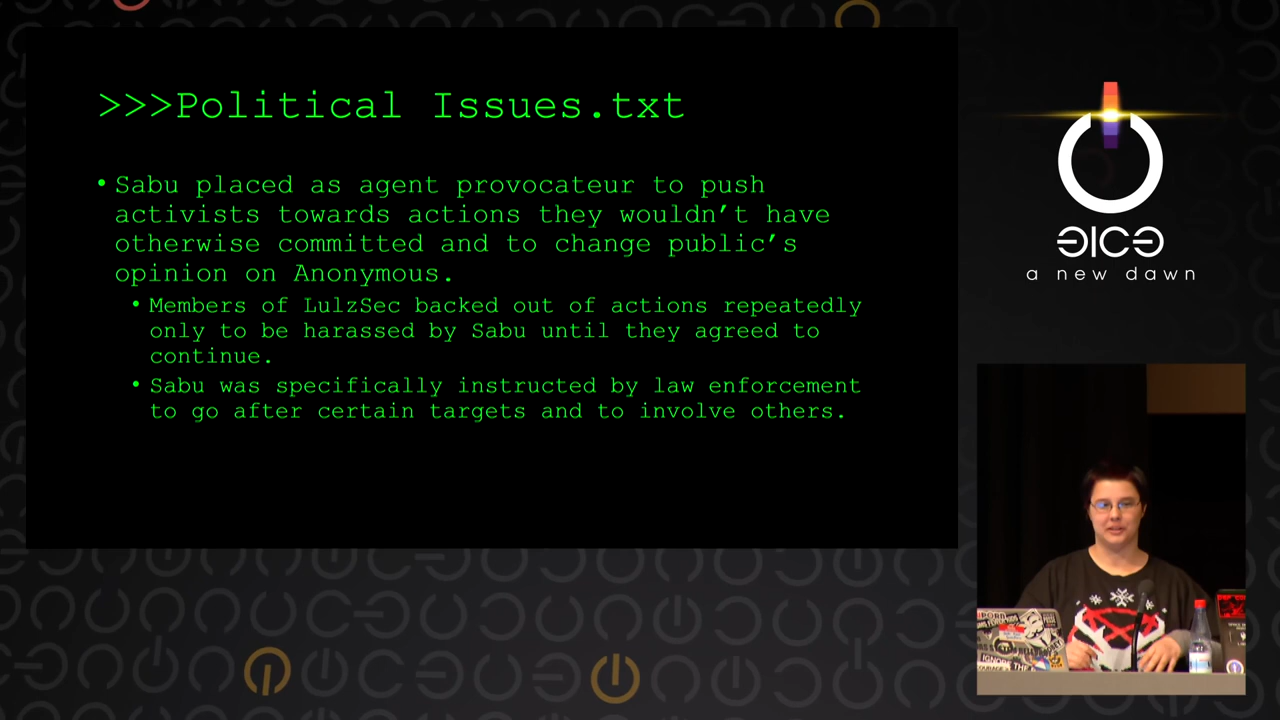 >>>Political Issues.txt
• Sabu placed as agent provocateur to push
activists towards actions they wouldn’t have
otherwise committed and to change public’s
opinion on Anonymous.
• Members of LulzSec backed out of actions repeatedly
only to be harassed by Sabu until they agreed to
continue.
• Sabu was specifically instructed by law enforcement
to go after certain targets and to involve others.
a new dawn
IGNORE THE